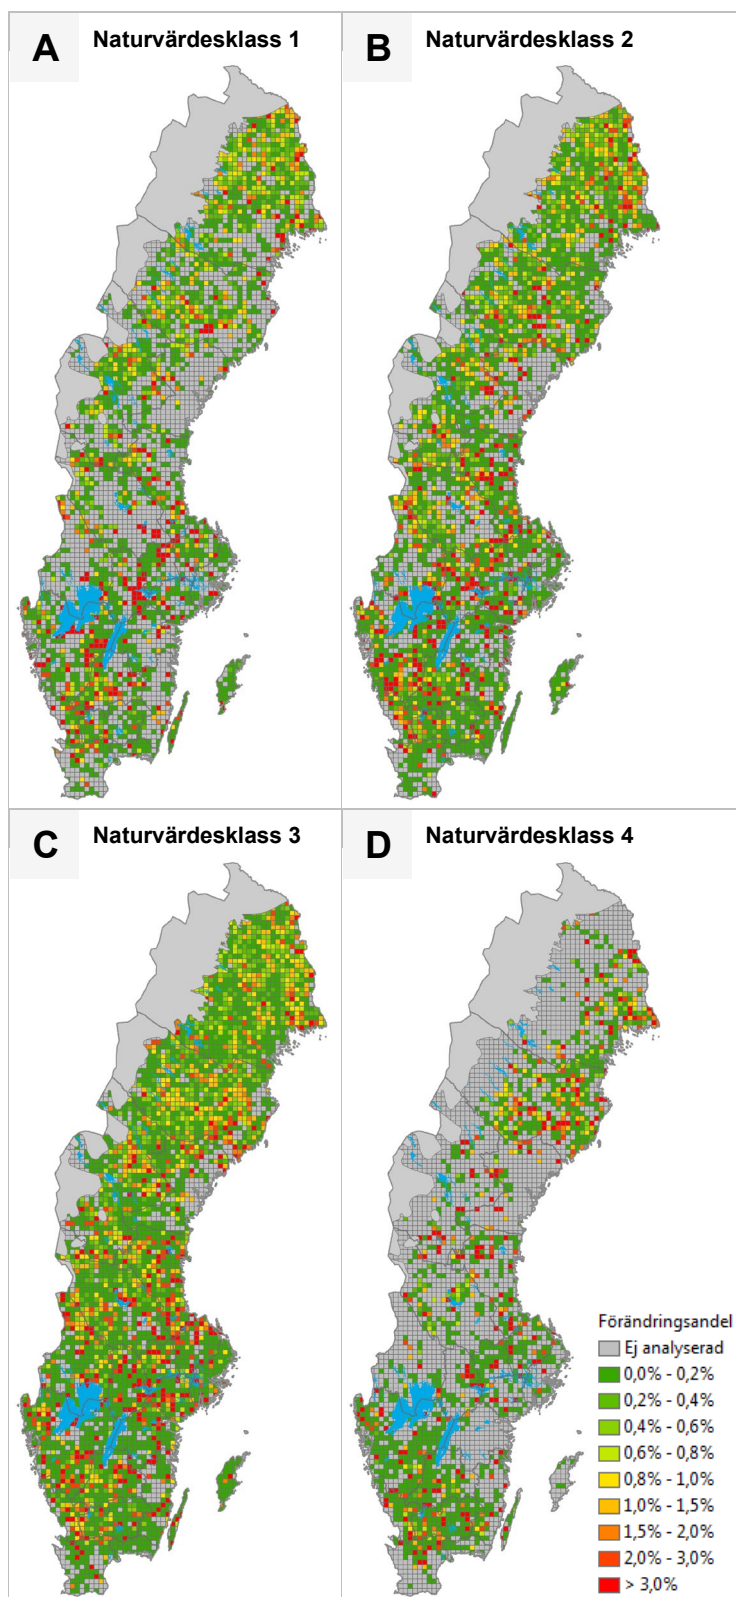 A Naturvärdesklass 1
B Naturvärdesklass 2
C Naturvärdesklass 3
D Naturvärdesklass 4
Förändringsandel
Ej analyserad
0,0% - 0,2%
0,2% - 0,4%
0,4% - 0,6%
0,6% - 0,8%
0,8% - 1,0%
1,0% - 1,5%
1,5% - 2,0%
2,0% - 3,0%
> 3,0%